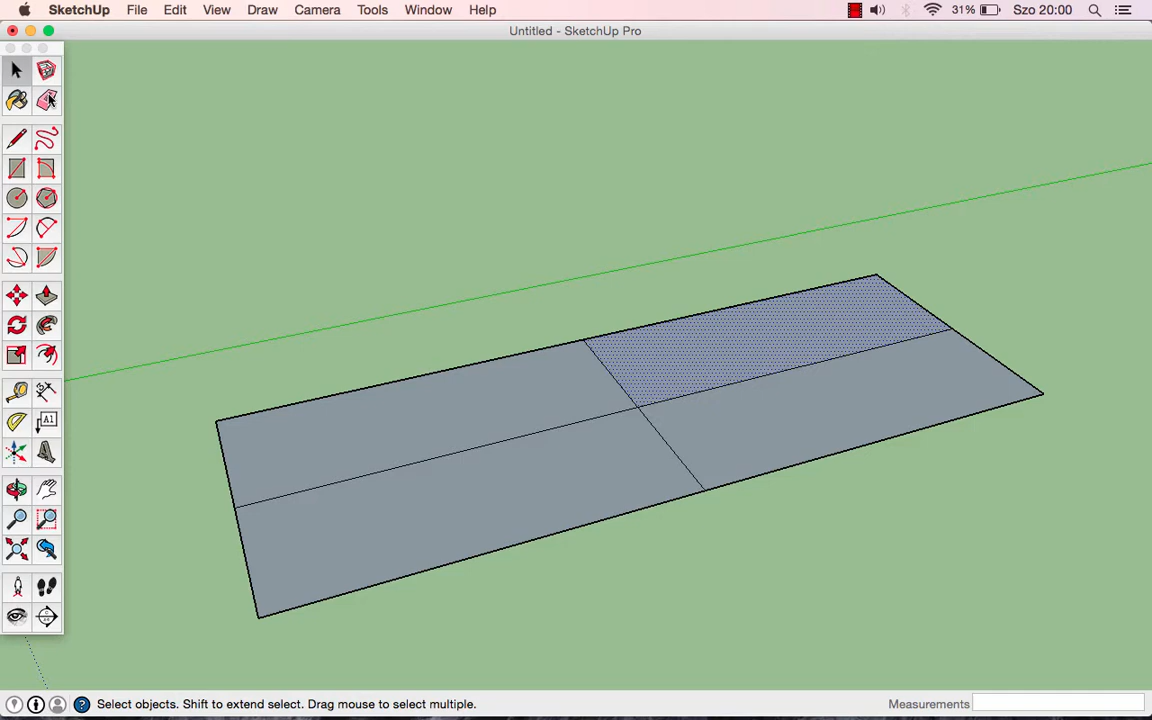 SketchUp File Edit View Draw Camera Tools Window Help 31% Szo 20:00
Untitled - SketchUp Pro
A1
Select objects. Shift to extend select. Drag mouse to select multiple. Measurements